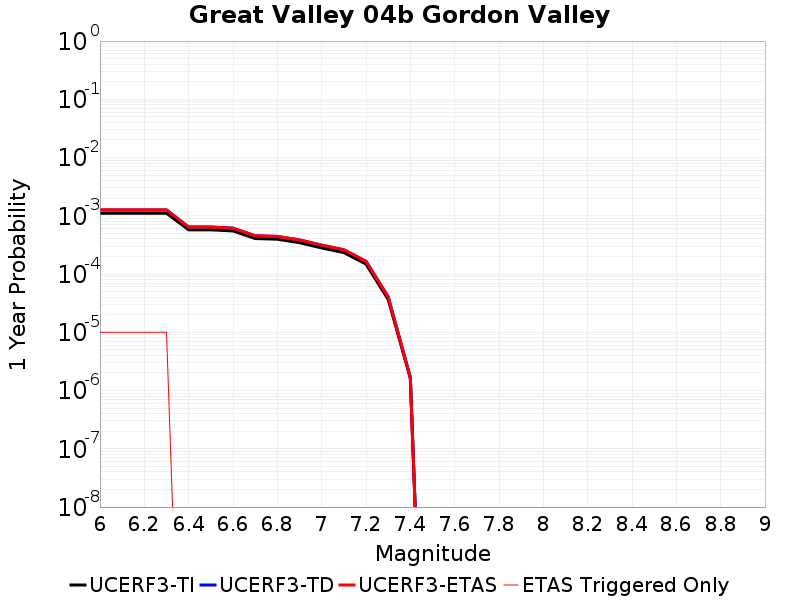 Great Valley 04b Gordon Valley
1 Year Probability
10^0
10^-1
10^-2
10^-3
10^-4
10^-5
10^-6
10^-7
10^-8
6 6.2 6.4 6.6 6.8 7 7.2 7.4 7.6 7.8 8 8.2 8.4 8.6 8.8 9
Magnitude
UCERF3-TI UCERF3-TD UCERF3-ETAS ETAS Triggered Only